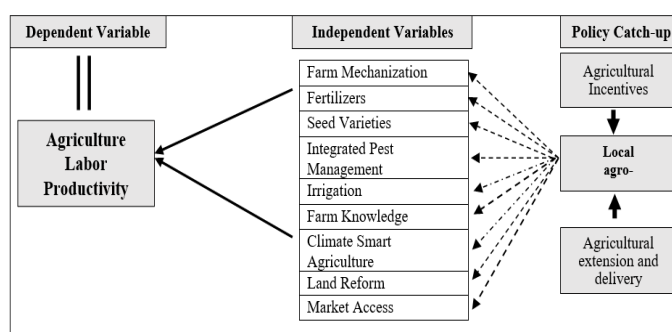 Dependent Variable
Independent Variables
Policy Catch-up
Agriculture
Labor
Productivity
Farm Mechanization
Fertilizers
Seed Varieties
Integrated Pest
Management
Irrigation
Farm Knowledge
Climate Smart
Agriculture
Land Reform
Market Access
Agricultural
Incentives
Local
agro-
Agricultural
extension and
delivery